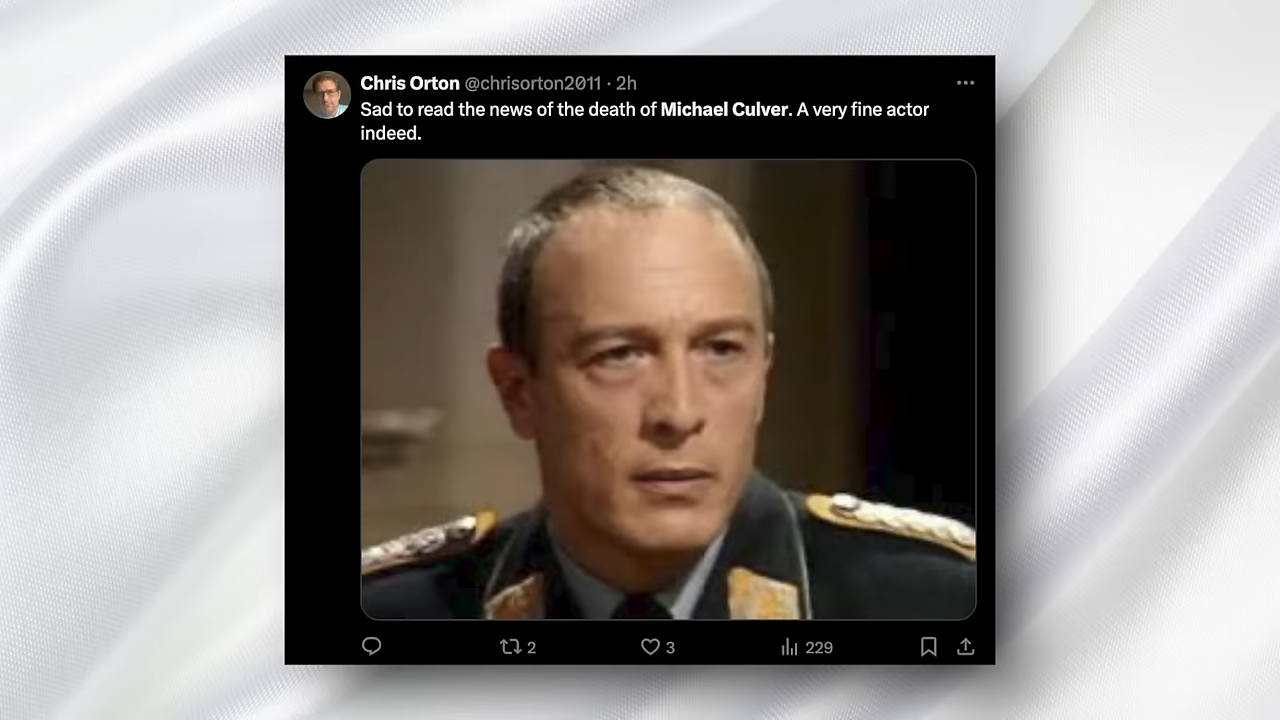 Chris Orton @chrisorton2011 · 2h
Sad to read the news of the death of Michael Culver. A very fine actor
indeed.
2 3 229